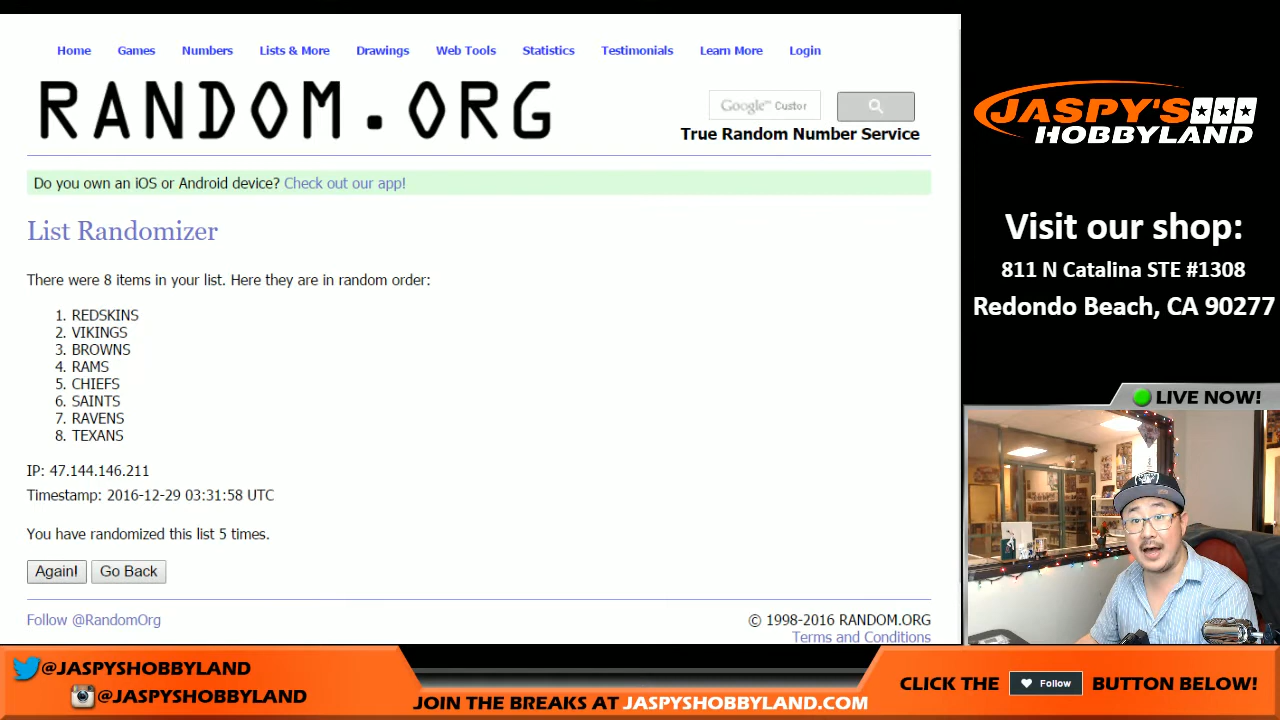 Home Games Numbers Lists & More Drawings Web Tools Statistics Testimonials Learn More Login
RANDOM.ORG
Google™ Custor
True Random Number Service
Do you own an iOS or Android device? Check out our app!
List Randomizer
There were 8 items in your list. Here they are in random order:
1. REDSKINS
2. VIKINGS
3. BROWNS
4. RAMS
5. CHIEFS
6. SAINTS
7. RAVENS
8. TEXANS
IP: 47.144.146.211
Timestamp: 2016-12-29 03:31:58 UTC
You have randomized this list 5 times.
Again! Go Back
Follow @RandomOrg
© 1998-2016 RANDOM.ORG
Terms and Conditions
JASPY'S
HOBBYLAND
Visit our shop:
811 N Catalina STE #1308
Redondo Beach, CA 90277
LIVE NOW!
@JASPYSHOBBYLAND
@JASPYSHOBBYLAND
JOIN THE BREAKS AT JASPYSHOBBYLAND.COM
CLICK THE Follow BUTTON BELOW!